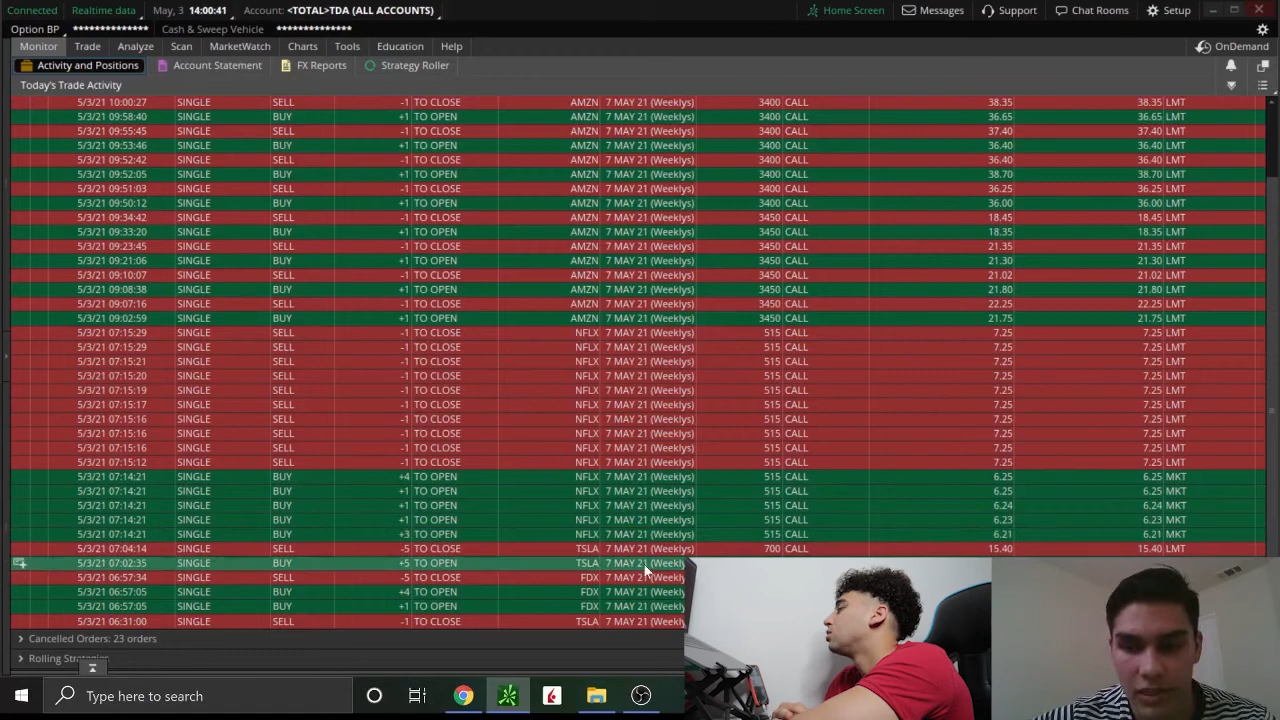 Connected Realtime data May, 3 14:00:41 Account: <TOTAL>TDA (ALL ACCOUNTS) Home Screen Messages Support Chat Rooms Setup
Option BP ************** Cash & Sweep Vehicle **************
Monitor Trade Analyze Scan MarketWatch Charts Tools Education Help OnDemand
Activity and Positions Account Statement FX Reports Strategy Roller
Today's Trade Activity
5/3/21 10:00:27 SINGLE SELL -1 TO CLOSE AMZN 7 MAY 21 (Weeklys) 3400 CALL 38.35 38.35 LMT
5/3/21 09:58:40 SINGLE BUY +1 TO OPEN AMZN 7 MAY 21 (Weeklys) 3400 CALL 36.65 36.65 LMT
5/3/21 09:55:45 SINGLE SELL -1 TO CLOSE AMZN 7 MAY 21 (Weeklys) 3400 CALL 37.40 37.40 LMT
5/3/21 09:53:46 SINGLE BUY +1 TO OPEN AMZN 7 MAY 21 (Weeklys) 3400 CALL 36.40 36.40 LMT
5/3/21 09:52:42 SINGLE SELL -1 TO CLOSE AMZN 7 MAY 21 (Weeklys) 3400 CALL 36.40 36.40 LMT
5/3/21 09:52:05 SINGLE BUY +1 TO OPEN AMZN 7 MAY 21 (Weeklys) 3400 CALL 38.70 38.70 LMT
5/3/21 09:51:03 SINGLE SELL -1 TO CLOSE AMZN 7 MAY 21 (Weeklys) 3400 CALL 36.25 36.25 LMT
5/3/21 09:50:12 SINGLE BUY +1 TO OPEN AMZN 7 MAY 21 (Weeklys) 3400 CALL 36.00 36.00 LMT
5/3/21 09:34:42 SINGLE SELL -1 TO CLOSE AMZN 7 MAY 21 (Weeklys) 3450 CALL 18.45 18.45 LMT
5/3/21 09:33:20 SINGLE BUY +1 TO OPEN AMZN 7 MAY 21 (Weeklys) 3450 CALL 18.35 18.35 LMT
5/3/21 09:23:45 SINGLE SELL -1 TO CLOSE AMZN 7 MAY 21 (Weeklys) 3450 CALL 21.35 21.35 LMT
5/3/21 09:21:06 SINGLE BUY +1 TO OPEN AMZN 7 MAY 21 (Weeklys) 3450 CALL 21.30 21.30 LMT
5/3/21 09:10:07 SINGLE SELL -1 TO CLOSE AMZN 7 MAY 21 (Weeklys) 3450 CALL 21.02 21.02 LMT
5/3/21 09:08:38 SINGLE BUY +1 TO OPEN AMZN 7 MAY 21 (Weeklys) 3450 CALL 21.80 21.80 LMT
5/3/21 09:07:16 SINGLE SELL -1 TO CLOSE AMZN 7 MAY 21 (Weeklys) 3450 CALL 22.25 22.25 LMT
5/3/21 09:02:59 SINGLE BUY +1 TO OPEN AMZN 7 MAY 21 (Weeklys) 3450 CALL 21.75 21.75 LMT
5/3/21 07:15:29 SINGLE SELL -1 TO CLOSE NFLX 7 MAY 21 (Weeklys) 515 CALL 7.25 7.25 LMT
5/3/21 07:15:29 SINGLE SELL -1 TO CLOSE NFLX 7 MAY 21 (Weeklys) 515 CALL 7.25 7.25 LMT
5/3/21 07:15:21 SINGLE SELL -1 TO CLOSE NFLX 7 MAY 21 (Weeklys) 515 CALL 7.25 7.25 LMT
5/3/21 07:15:20 SINGLE SELL -1 TO CLOSE NFLX 7 MAY 21 (Weeklys) 515 CALL 7.25 7.25 LMT
5/3/21 07:15:19 SINGLE SELL -1 TO CLOSE NFLX 7 MAY 21 (Weeklys) 515 CALL 7.25 7.25 LMT
5/3/21 07:15:17 SINGLE SELL -1 TO CLOSE NFLX 7 MAY 21 (Weeklys) 515 CALL 7.25 7.25 LMT
5/3/21 07:15:16 SINGLE SELL -1 TO CLOSE NFLX 7 MAY 21 (Weeklys) 515 CALL 7.25 7.25 LMT
5/3/21 07:15:16 SINGLE SELL -1 TO CLOSE NFLX 7 MAY 21 (Weeklys) 515 CALL 7.25 7.25 LMT
5/3/21 07:15:16 SINGLE SELL -1 TO CLOSE NFLX 7 MAY 21 (Weeklys) 515 CALL 7.25 7.25 LMT
5/3/21 07:15:12 SINGLE SELL -1 TO CLOSE NFLX 7 MAY 21 (Weeklys) 515 CALL 7.25 7.25 LMT
5/3/21 07:14:21 SINGLE BUY +4 TO OPEN NFLX 7 MAY 21 (Weeklys) 515 CALL 6.25 6.25 MKT
5/3/21 07:14:21 SINGLE BUY +1 TO OPEN NFLX 7 MAY 21 (Weeklys) 515 CALL 6.25 6.25 MKT
5/3/21 07:14:21 SINGLE BUY +1 TO OPEN NFLX 7 MAY 21 (Weeklys) 515 CALL 6.24 6.24 MKT
5/3/21 07:14:21 SINGLE BUY +1 TO OPEN NFLX 7 MAY 21 (Weeklys) 515 CALL 6.23 6.23 MKT
5/3/21 07:14:21 SINGLE BUY +3 TO OPEN NFLX 7 MAY 21 (Weeklys) 515 CALL 6.21 6.21 MKT
5/3/21 07:04:14 SINGLE SELL -5 TO CLOSE TSLA 7 MAY 21 (Weeklys) 700 CALL 15.40 15.40 LMT
5/3/21 07:02:35 SINGLE BUY +5 TO OPEN TSLA 7 MAY 21 (Weekly
5/3/21 06:57:34 SINGLE SELL -5 TO CLOSE FDX 7 MAY 21 (Weekly
5/3/21 06:57:05 SINGLE BUY +4 TO OPEN FDX 7 MAY 21 (Weekly
5/3/21 06:57:05 SINGLE BUY +1 TO OPEN FDX 7 MAY 21 (Weekly
5/3/21 06:31:00 SINGLE SELL -1 TO CLOSE TSLA 7 MAY 21 (Weekly
Cancelled Orders: 23 orders
Rolling Strategies
Type here to search